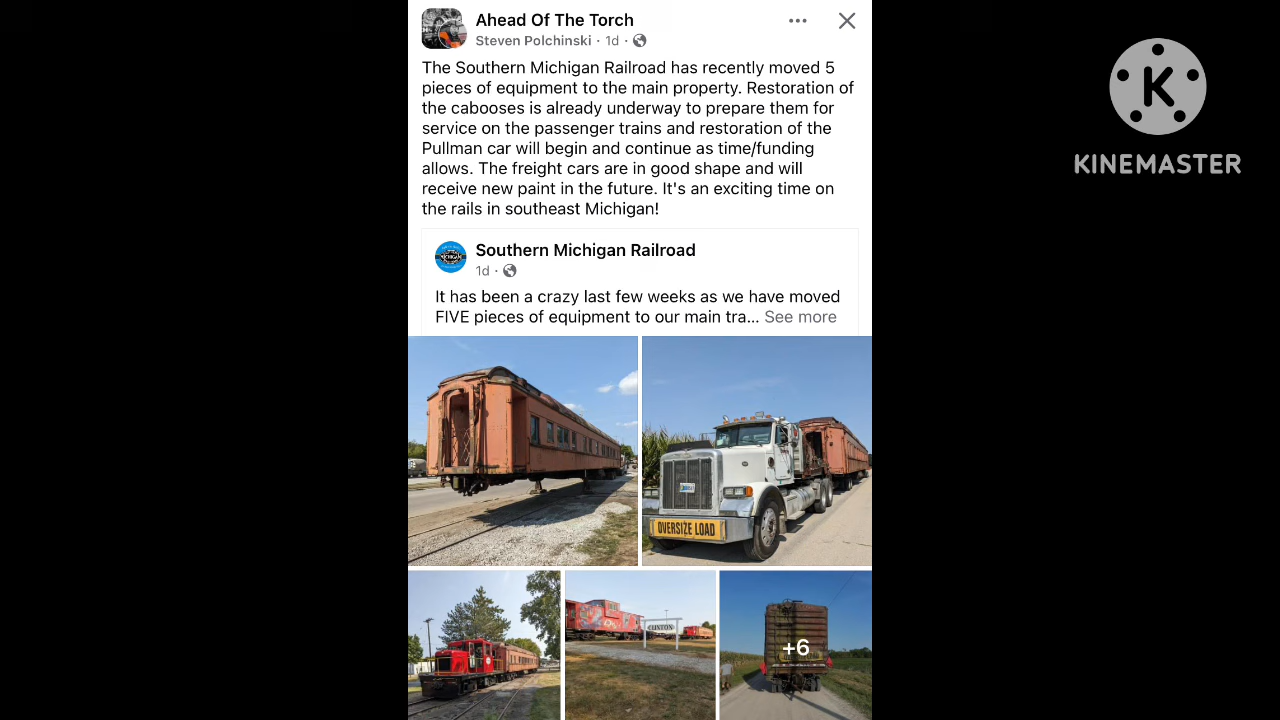 Ahead Of The Torch
Steven Polchinski · 1d ·
The Southern Michigan Railroad has recently moved 5
pieces of equipment to the main property. Restoration of
the cabooses is already underway to prepare them for
service on the passenger trains and restoration of the
Pullman car will begin and continue as time/funding
allows. The freight cars are in good shape and will
receive new paint in the future. It's an exciting time on
the rails in southeast Michigan!
Southern Michigan Railroad
1d ·
It has been a crazy last few weeks as we have moved
FIVE pieces of equipment to our main tra... See more
OVERSIZE LOAD
CLINTON
+6
K
KINEMASTER
MICHIGAN